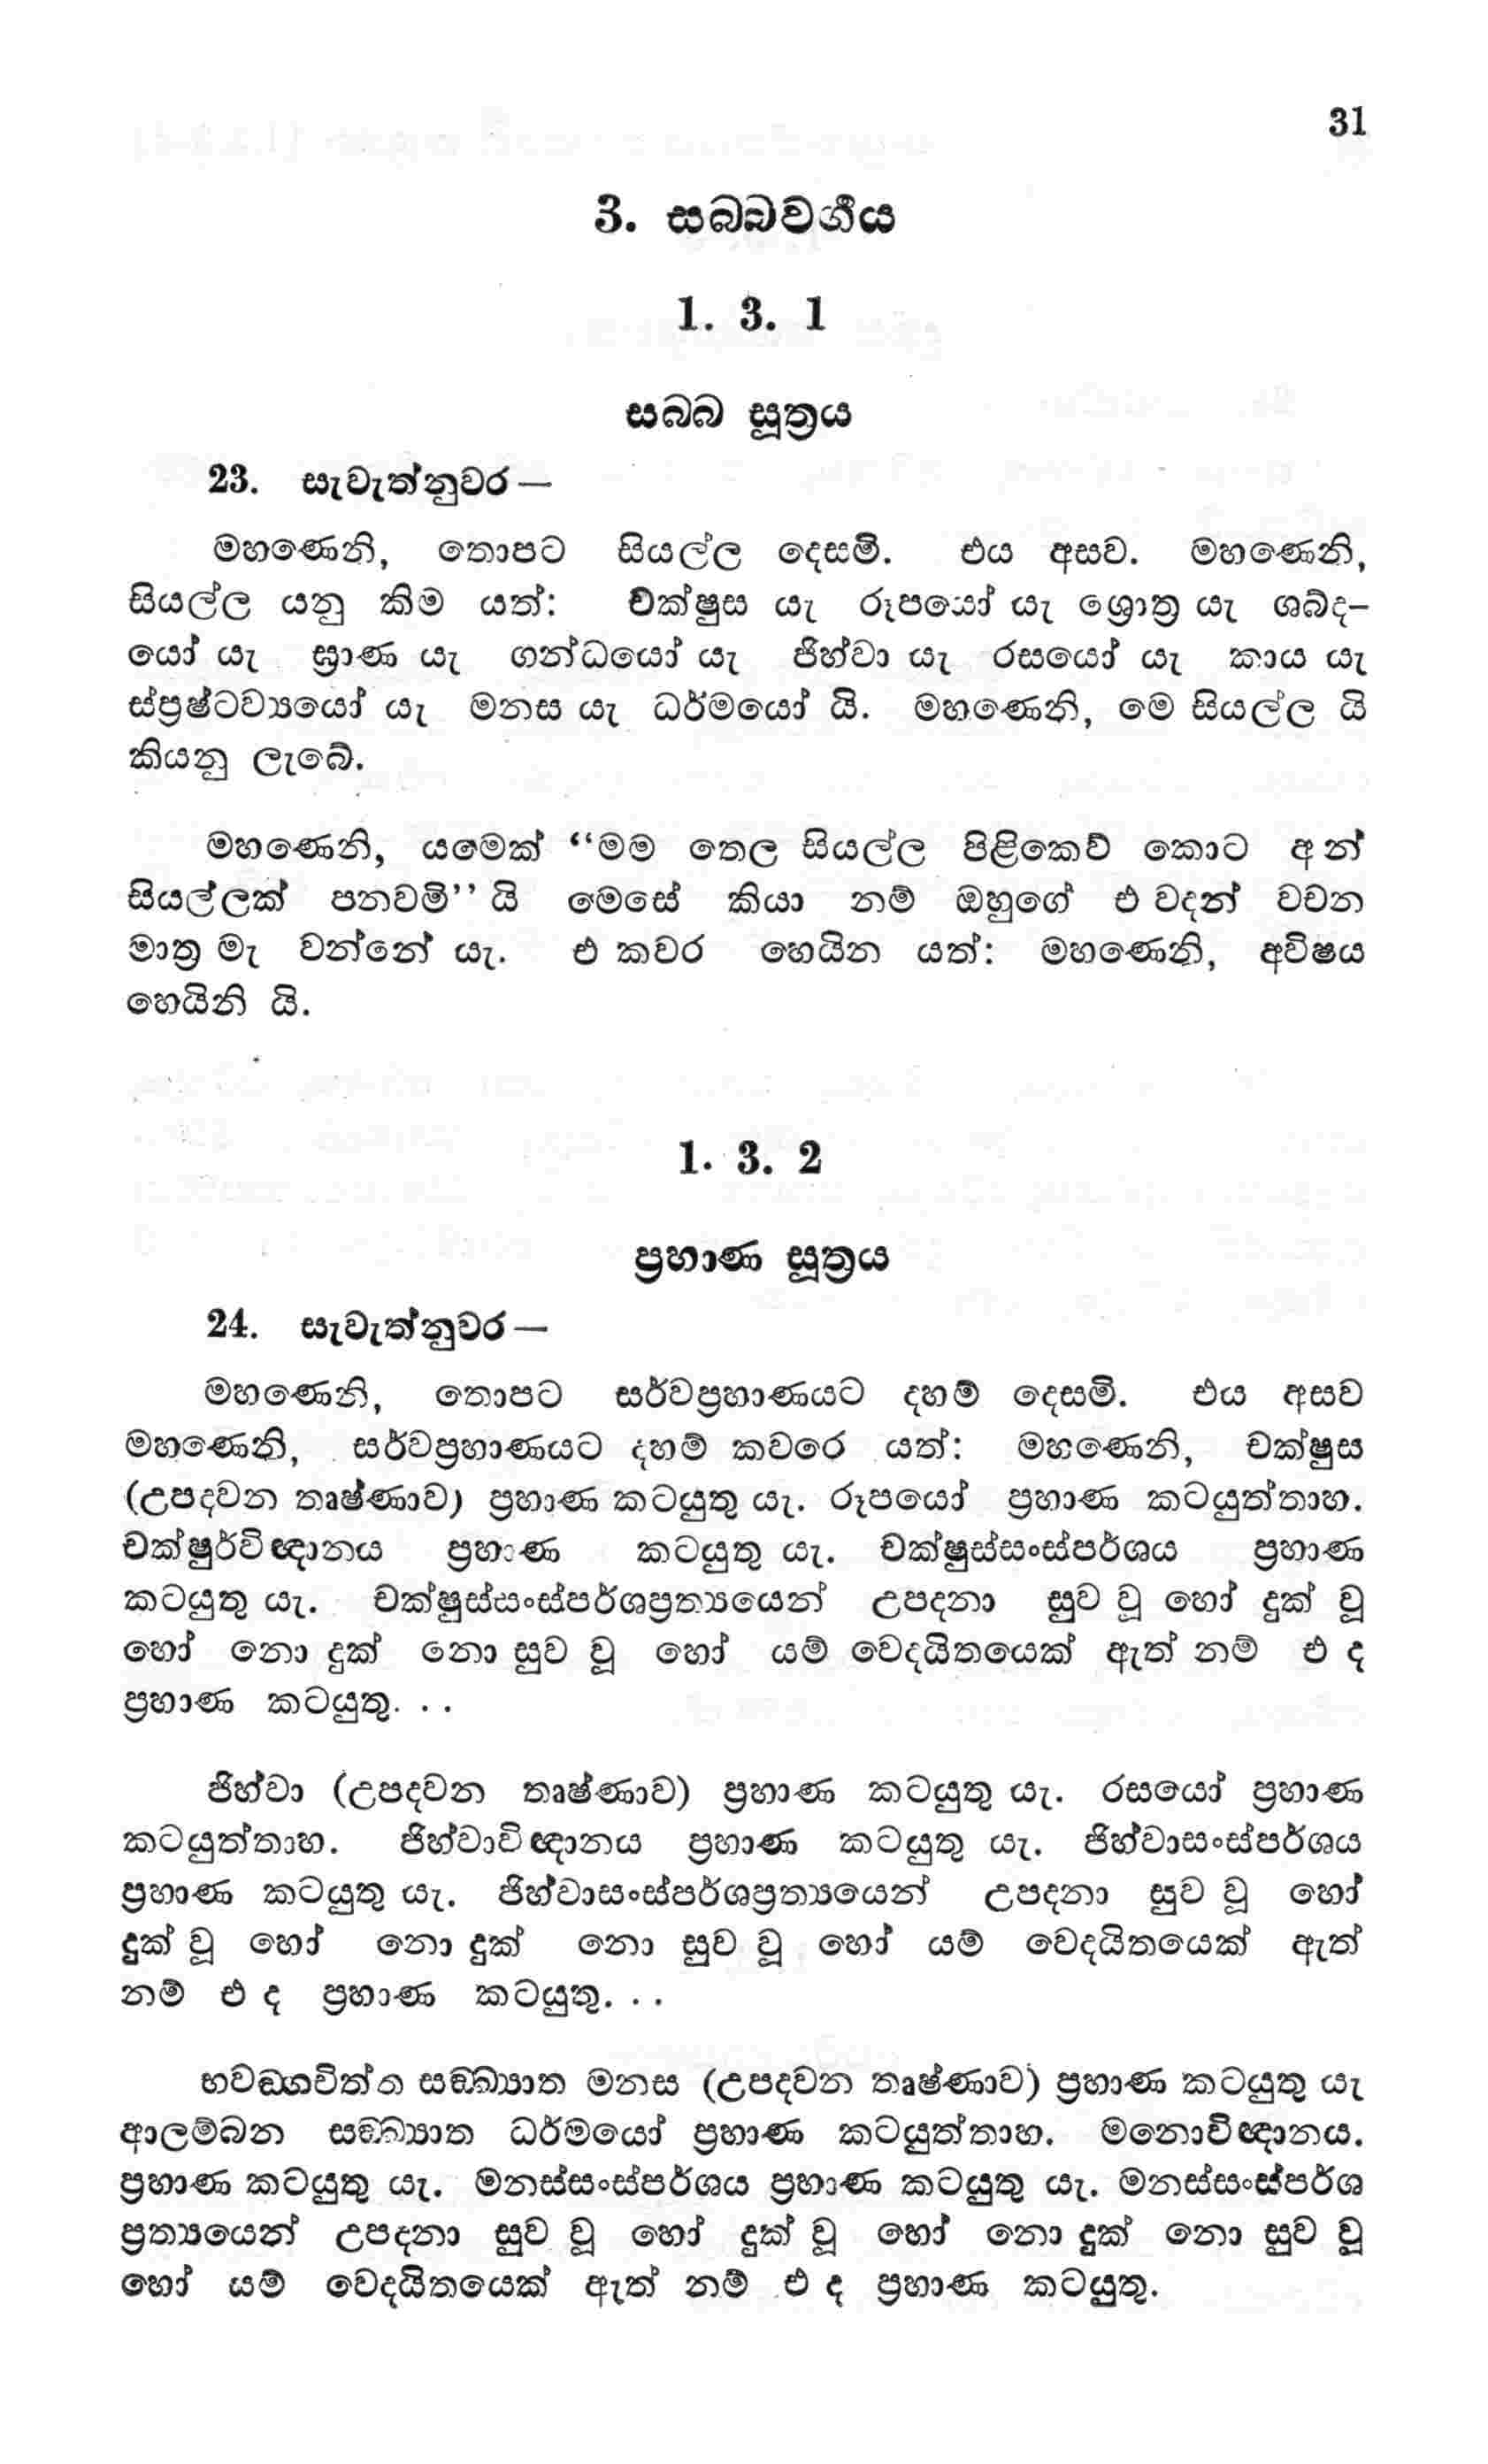 31
3. සබ්බවර්‍ගය
1. 3. 1
සබ්බ සූත්‍රය
23. සැවැත්නුවර —
මහණෙනි, තොපට සියල්ල දෙසමි. එය අසව. මහණෙනි,
සියල්ල යනු කිම යත්: චක්ෂුස යැ රූපයෝ යැ ශ්‍රොත්‍ර යැ ශබ්ද-
යෝ යැ ඝ්‍රාණ යැ ගන්ධයෝ යැ ජිහ්වා යැ රසයෝ යැ කාය යැ
ස්ප්‍රෂ්ටව්‍යයෝ යැ මනස යැ ධර්මයෝ යි. මහණෙනි, මෙ සියල්ල යි
කියනු ලැබේ.
මහණෙනි, යමෙක් “මම තෙල සියල්ල පිළිකෙව් කොට අන්
සියල්ලක් පනවමි” යි මෙසේ කියා නම් ඔහුගේ එ වදන් වචන
මාත්‍ර මැ වන්නේ යැ. එ කවර හෙයින යත්: මහණෙනි, අවිෂය
හෙයිනි යි.
1. 3. 2
ප්‍රහාණ සූත්‍රය
24. සැවැත්නුවර —
මහණෙනි, තොපට සර්වප්‍රහාණයට දහම් දෙසමි. එය අසව
මහණෙනි, සර්වප්‍රහාණයට දහම් කවරෙ යත්: මහණෙනි, චක්ෂුස
(උපදවන තෘෂ්ණාව) ප්‍රහාණ කටයුතු යැ. රූපයෝ ප්‍රහාණ කටයුත්තාහ.
චක්ෂුර්විඥානය ප්‍රහාණ කටයුතු යැ. චක්ෂුස්සංස්පර්ශය ප්‍රහාණ
කටයුතු යැ. චක්ෂුස්සංස්පර්ශප්‍රත්‍යයෙන් උපදනා සුව වූ හෝ දුක් වූ
හෝ නො දුක් නො සුව වූ හෝ යම් වෙදයිතයෙක් ඇත් නම් එ ද
ප්‍රහාණ කටයුතු. . .
ජිහ්වා (උපදවන තෘෂ්ණාව) ප්‍රහාණ කටයුතු යැ. රසයෝ ප්‍රහාණ
කටයුත්තාහ. ජිහ්වාවිඥානය ප්‍රහාණ කටයුතු යැ. ජිහ්වාසංස්පර්ශය
ප්‍රහාණ කටයුතු යැ. ජිහ්වාසංස්පර්ශප්‍රත්‍යයෙන් උපදනා සුව වූ හෝ
දුක් වූ හෝ නො දුක් නො සුව වූ හෝ යම් වෙදයිතයෙක් ඇත්
නම් එ ද ප්‍රහාණ කටයුතු. . .
භවඞ්ගචිත්ත සඞ්ඛ්‍යාත මනස (උපදවන තෘෂ්ණාව) ප්‍රහාණ කටයුතු යැ
ආලම්බන සඞ්ඛ්‍යාත ධර්මයෝ ප්‍රහාණ කටයුත්තාහ. මනොවිඥානය.
ප්‍රහාණ කටයුතු යැ. මනස්සංස්පර්ශය ප්‍රහාණ කටයුතු යැ. මනස්සංස්පර්ශ
ප්‍රත්‍යයෙන් උපදනා සුව වූ හෝ දුක් වූ හෝ නො දුක් නො සුව වූ
හෝ යම් වෙදයිතයෙක් ඇත් නම් එ ද ප්‍රහාණ කටයුතු.